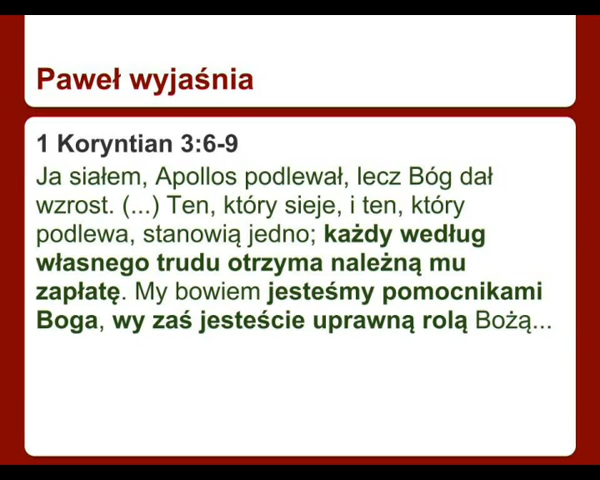 Paweł wyjaśnia
1 Koryntian 3:6-9
Ja siałem, Apollos podlewał, lecz Bóg dał
wzrost. (...) Ten, który sieje, i ten, który
podlewa, stanowią jedno; każdy według
własnego trudu otrzyma należną mu
zapłatę. My bowiem jesteśmy pomocnikami
Boga, wy zaś jesteście uprawną rolą Bożą...